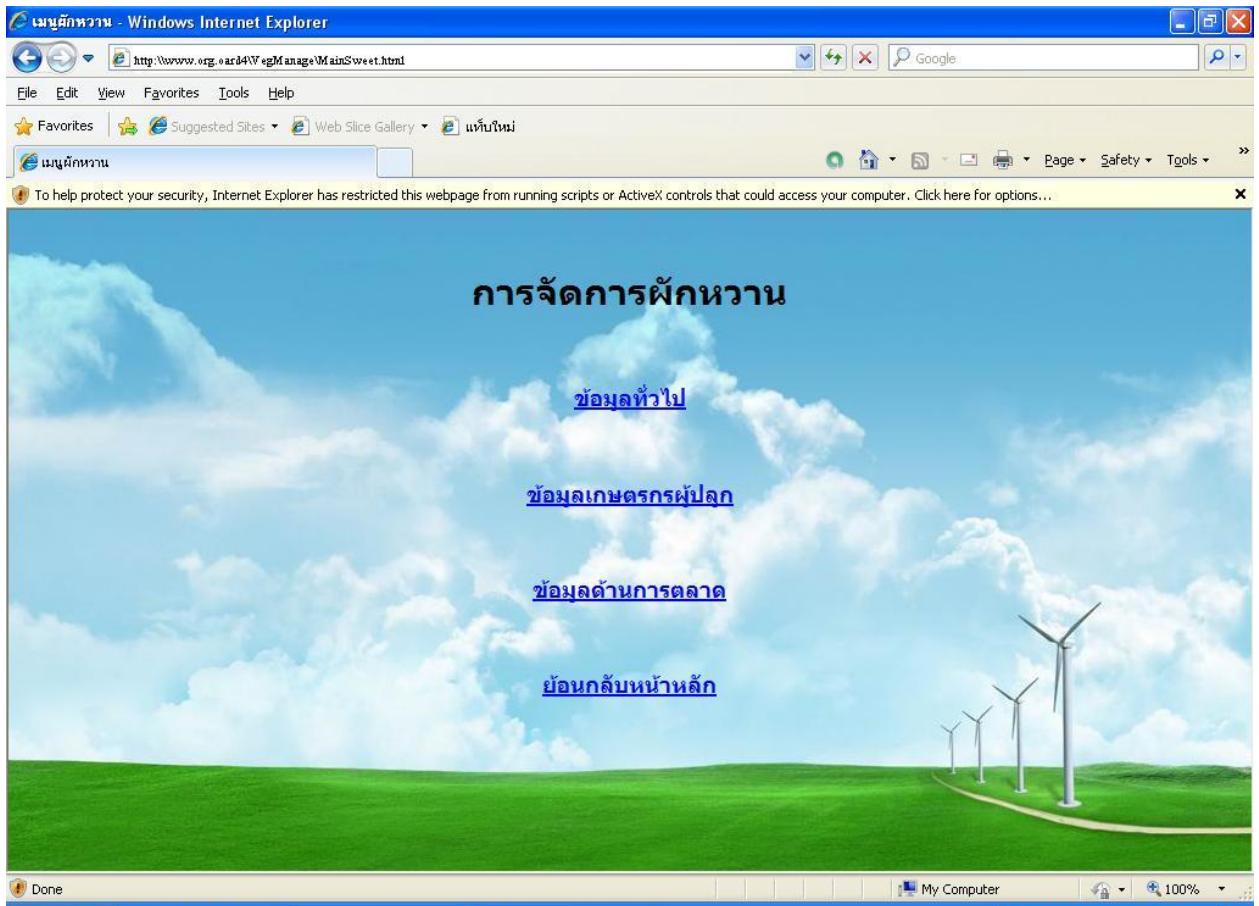 เมนูผักหวาน - Windows Internet Explorer
http:\\www.org.oard4\VegManage\MainSweet.html
Google
File Edit View Favorites Tools Help
Favorites Suggested Sites Web Slice Gallery แท็บใหม่
เมนูผักหวาน Page Safety Tools »
To help protect your security, Internet Explorer has restricted this webpage from running scripts or ActiveX controls that could access your computer. Click here for options...
การจัดการผักหวาน
ข้อมูลทั่วไป
ข้อมูลเกษตรกรผู้ปลูก
ข้อมูลด้านการตลาด
ย้อนกลับหน้าหลัก
Done My Computer 100%